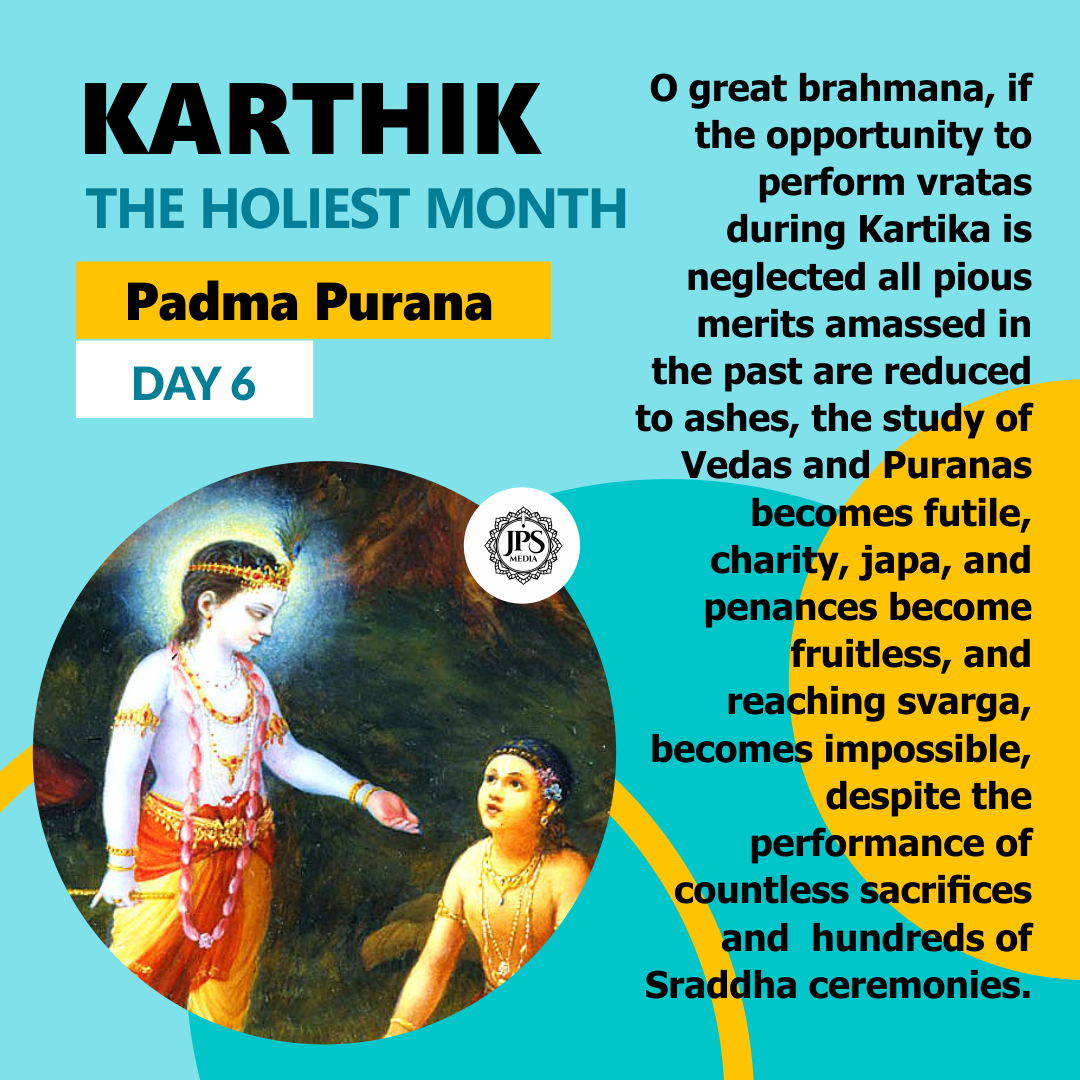 KARTHIK
THE HOLIEST MONTH
Padma Purana
DAY 6
JPS
MEDIA
O great brahmana, if
the opportunity to
perform vratas
during Kartika is
neglected all pious
merits amassed in
the past are reduced
to ashes, the study of
Vedas and Puranas
becomes futile,
charity, japa, and
penances become
fruitless, and
reaching svarga,
becomes impossible,
despite the
performance of
countless sacrifices
and  hundreds of
Sraddha ceremonies.